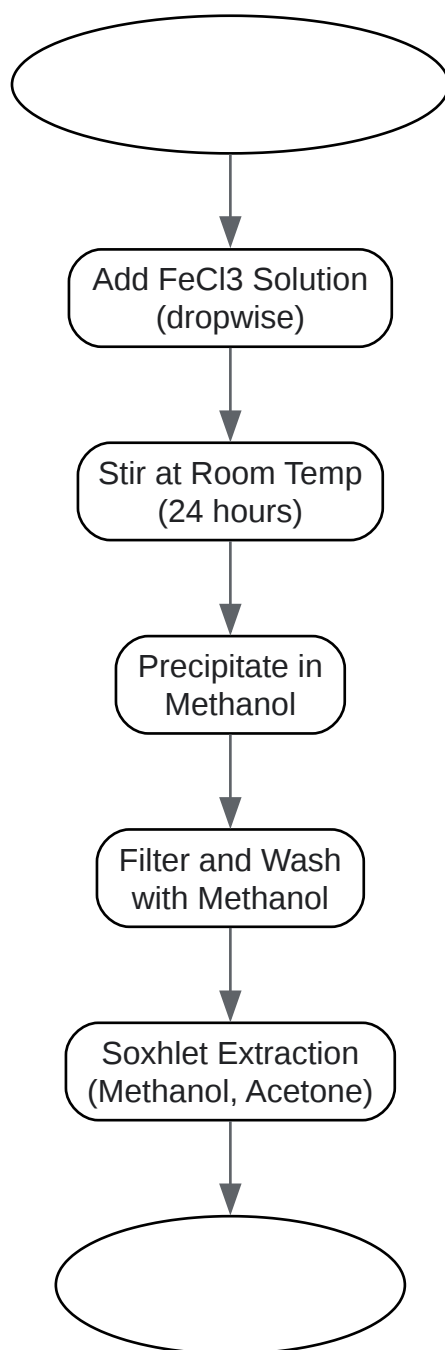 Add FeCl3 Solution
(dropwise)
Stir at Room Temp
(24 hours)
Precipitate in
Methanol
Filter and Wash
with Methanol
Soxhlet Extraction
(Methanol, Acetone)